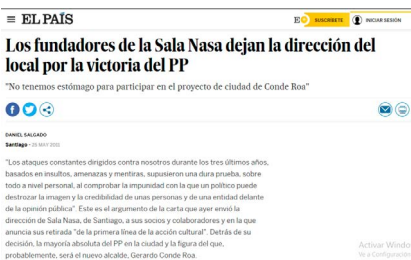 EL PAÍS
E SUSCRÍBETE INICIAR SESIÓN
Los fundadores de la Sala Nasa dejan la dirección del
local por la victoria del PP
"No tenemos estómago para participar en el proyecto de ciudad de Conde Roa"
DANIEL SALGADO
Santiago - 25 MAY 2011
"Los ataques constantes dirigidos contra nosotros durante los tres últimos años,
basados en insultos, amenazas y mentiras, supusieron una dura prueba, sobre
todo a nivel personal, al comprobar la impunidad con la que un político puede
destrozar la imagen y la credibilidad de unas personas y de una entidad delante
de la opinión pública". Este es el argumento de la carta que ayer envió la
dirección de Sala Nasa, de Santiago, a sus socios y colaboradores y en la que
anuncia sus retirada "de la primera línea de la acción cultural". Detrás de su
decisión, la mayoría absoluta del PP en la ciudad y la figura del que,
probablemente, será el nuevo alcalde, Gerardo Conde Roa.
Activar Windo
Ve a Configuración